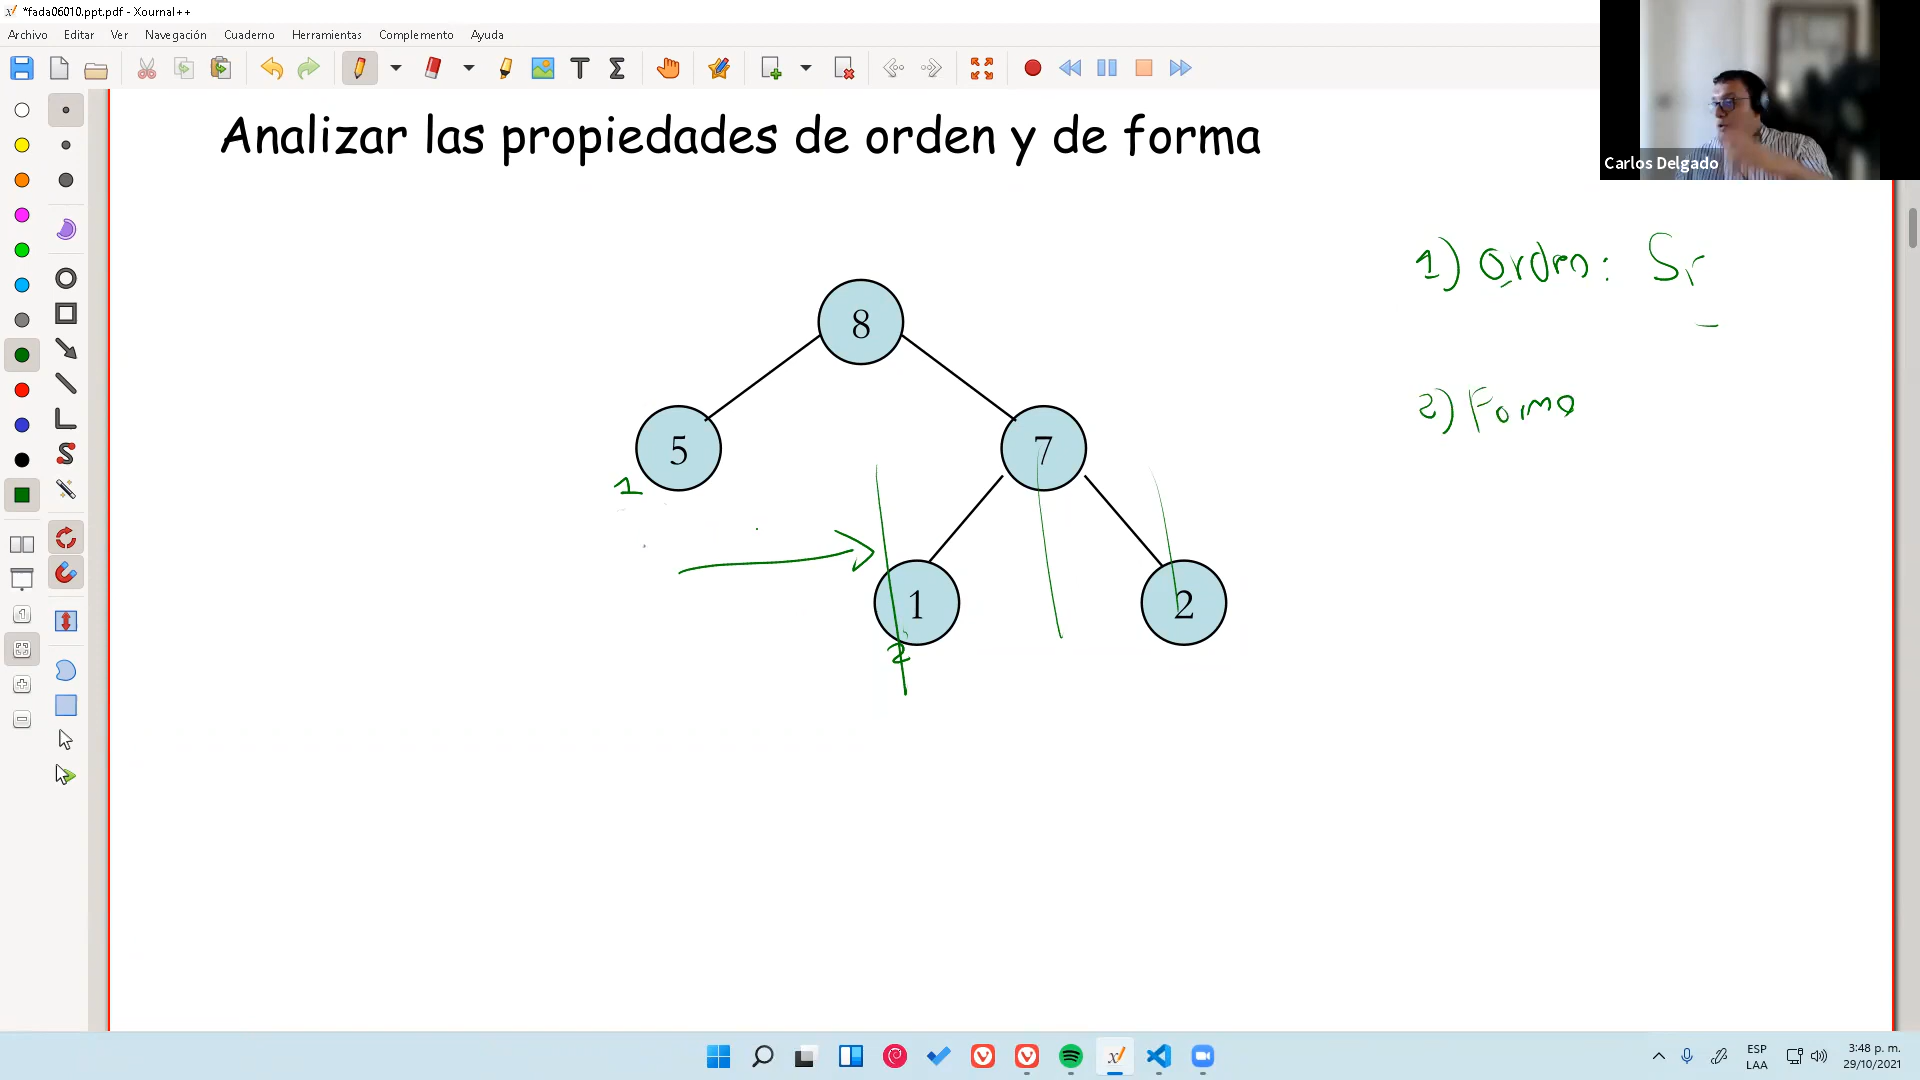 *fada06010.ppt.pdf - Xournal++
Archivo Editar Ver Navegación Cuaderno Herramientas Complemento Ayuda
Carlos Delgado
Analizar las propiedades de orden y de forma
1) Orden: Si
8
2) Forma
5
7
1
1
2
2
ESP
LAA
3:48 p. m.
29/10/2021